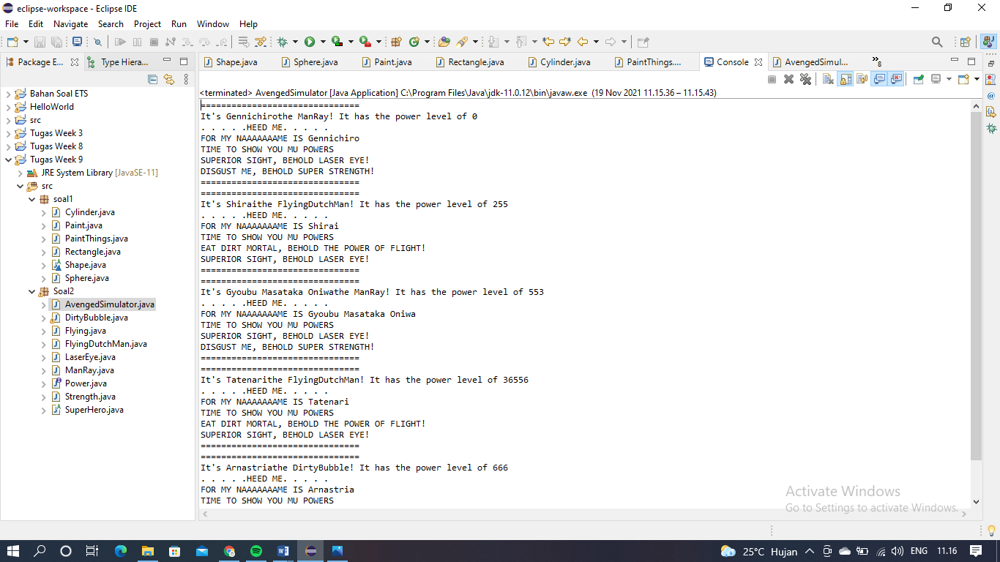 eclipse-workspace - Eclipse IDE
File Edit Navigate Search Project Run Window Help
Package E... Type Hiera...
Shape.java Sphere.java Paint.java Rectangle.java Cylinder.java PaintThings.... Console AvengedSimul... »8
Bahan Soal ETS
HelloWorld
src
Tugas Week 3
Tugas Week 8
Tugas Week 9
JRE System Library [JavaSE-11]
src
soal1
Cylinder.java
Paint.java
PaintThings.java
Rectangle.java
Shape.java
Sphere.java
Soal2
AvengedSimulator.java
DirtyBubble.java
Flying.java
FlyingDutchMan.java
LaserEye.java
ManRay.java
Power.java
Strength.java
SuperHero.java
<terminated> AvengedSimulator [Java Application] C:\Program Files\Java\jdk-11.0.12\bin\javaw.exe (19 Nov 2021 11.15.36 – 11.15.43)
===============================
It's Gennichirothe ManRay! It has the power level of 0
. . . . .HEED ME. . . . .
FOR MY NAAAAAAAME IS Gennichiro
TIME TO SHOW YOU MU POWERS
SUPERIOR SIGHT, BEHOLD LASER EYE!
DISGUST ME, BEHOLD SUPER STRENGTH!
===============================
===============================
It's Shiraithe FlyingDutchMan! It has the power level of 255
. . . . .HEED ME. . . . .
FOR MY NAAAAAAAME IS Shirai
TIME TO SHOW YOU MU POWERS
EAT DIRT MORTAL, BEHOLD THE POWER OF FLIGHT!
SUPERIOR SIGHT, BEHOLD LASER EYE!
===============================
===============================
It's Gyoubu Masataka Oniwathe ManRay! It has the power level of 553
. . . . .HEED ME. . . . .
FOR MY NAAAAAAAME IS Gyoubu Masataka Oniwa
TIME TO SHOW YOU MU POWERS
SUPERIOR SIGHT, BEHOLD LASER EYE!
DISGUST ME, BEHOLD SUPER STRENGTH!
===============================
===============================
It's Tatenarithe FlyingDutchMan! It has the power level of 36556
. . . . .HEED ME. . . . .
FOR MY NAAAAAAAME IS Tatenari
TIME TO SHOW YOU MU POWERS
EAT DIRT MORTAL, BEHOLD THE POWER OF FLIGHT!
SUPERIOR SIGHT, BEHOLD LASER EYE!
===============================
===============================
It's Arnastriathe DirtyBubble! It has the power level of 666
. . . . .HEED ME. . . . .
FOR MY NAAAAAAAME IS Arnastria
TIME TO SHOW YOU MU POWERS
Activate Windows
Go to Settings to activate Windows.
25°C Hujan ENG 11.16